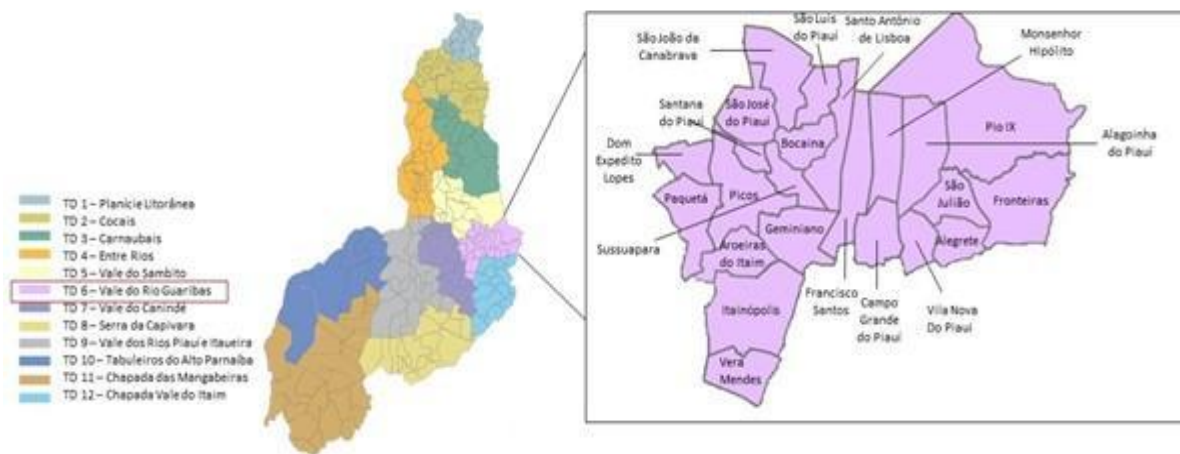 TD 1 – Planície Litorânea
TD 2 – Cocais
TD 3 – Carnaubais
TD 4 – Entre Rios
TD 5 – Vale do Sambito
TD 6 – Vale do Rio Guaribas
TD 7 – Vale do Canindé
TD 8 – Serra da Capivara
TD 9 – Vale dos Rios Piauí e Itaueira
TD 10 – Tabuleiros do Alto Parnaíba
TD 11 – Chapada das Mangabeiras
TD 12 – Chapada Vale do Itaim
São João da
Canabrava
São Luis
do Piauí
Santo Antônio
de Lisboa
Monsenhor
Hipólito
Santana
do Piauí
São José
do Piauí
Bocaina
Pio IX
Alagoinha
do Piauí
Dom
Expedito
Lopes
Paquetá
Picos
São
Julião
Fronteiras
Sussuapara
Geminiano
Aroeiras
do Itaim
Alegrete
Itainópolis
Francisco
Santos
Campo
Grande
do Piauí
Vila Nova
Do Piauí
Vera
Mendes